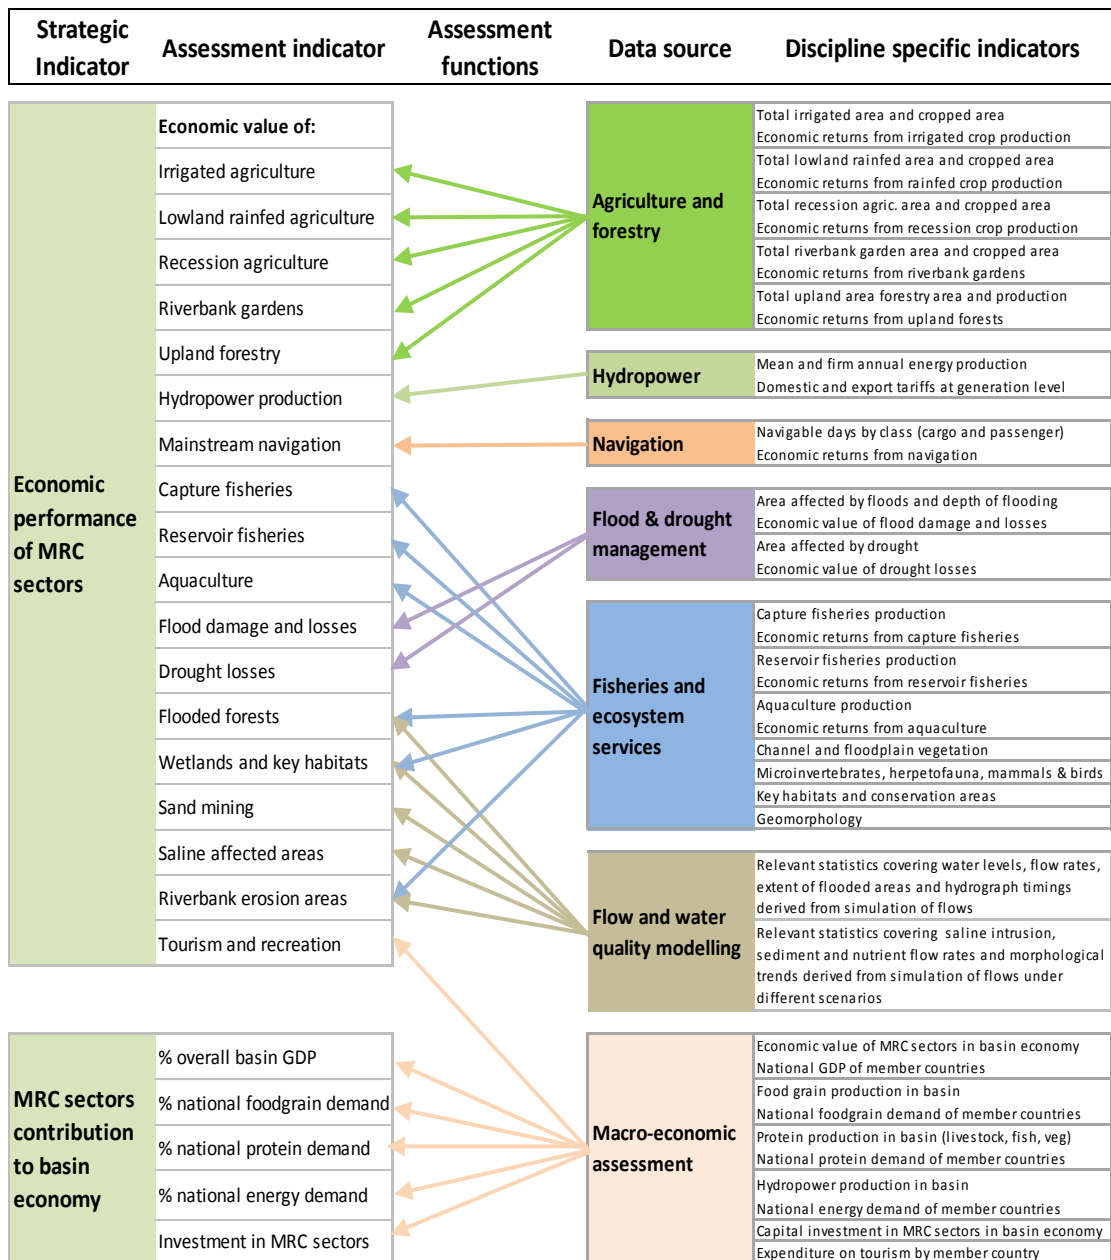 Strategic
Indicator
Assessment indicator
Assessment
functions
Data source
Discipline specific indicators
Economic
performance
of MRC
sectors
Economic value of:
Irrigated agriculture
Lowland rainfed agriculture
Recession agriculture
Riverbank gardens
Upland forestry
Hydropower production
Mainstream navigation
Capture fisheries
Reservoir fisheries
Aquaculture
Flood damage and losses
Drought losses
Flooded forests
Wetlands and key habitats
Sand mining
Saline affected areas
Riverbank erosion areas
Tourism and recreation
Agriculture and
forestry
Total irrigated area and cropped area
Economic returns from irrigated crop production
Total lowland rainfed area and cropped area
Economic returns from rainfed crop production
Total recession agric. area and cropped area
Economic returns from recession crop production
Total riverbank garden area and cropped area
Economic returns from riverbank gardens
Total upland area forestry area and production
Economic returns from upland forests
Hydropower
Mean and firm annual energy production
Domestic and export tariffs at generation level
Navigation
Navigable days by class (cargo and passenger)
Economic returns from navigation
Flood & drought
management
Area affected by floods and depth of flooding
Economic value of flood damage and losses
Area affected by drought
Economic value of drought losses
Fisheries and
ecosystem
services
Capture fisheries production
Economic returns from capture fisheries
Reservoir fisheries production
Economic returns from reservoir fisheries
Aquaculture production
Economic returns from aquaculture
Channel and floodplain vegetation
Microinvertebrates, herpetofauna, mammals & birds
Key habitats and conservation areas
Geomorphology
Flow and water
quality modelling
Relevant statistics covering water levels, flow rates,
extent of flooded areas and hydrograph timings
derived from simulation of flows
Relevant statistics covering saline intrusion,
sediment and nutrient flow rates and morphological
trends derived from simulation of flows under
different scenarios
MRC sectors
contribution
to basin
economy
% overall basin GDP
% national foodgrain demand
% national protein demand
% national energy demand
Investment in MRC sectors
Macro-economic
assessment
Economic value of MRC sectors in basin economy
National GDP of member countries
Food grain production in basin
National foodgrain demand of member countries
Protein production in basin (livestock, fish, veg)
National protein demand of member countries
Hydropower production in basin
National energy demand of member countries
Capital investment in MRC sectors in basin economy
Expenditure on tourism by member country